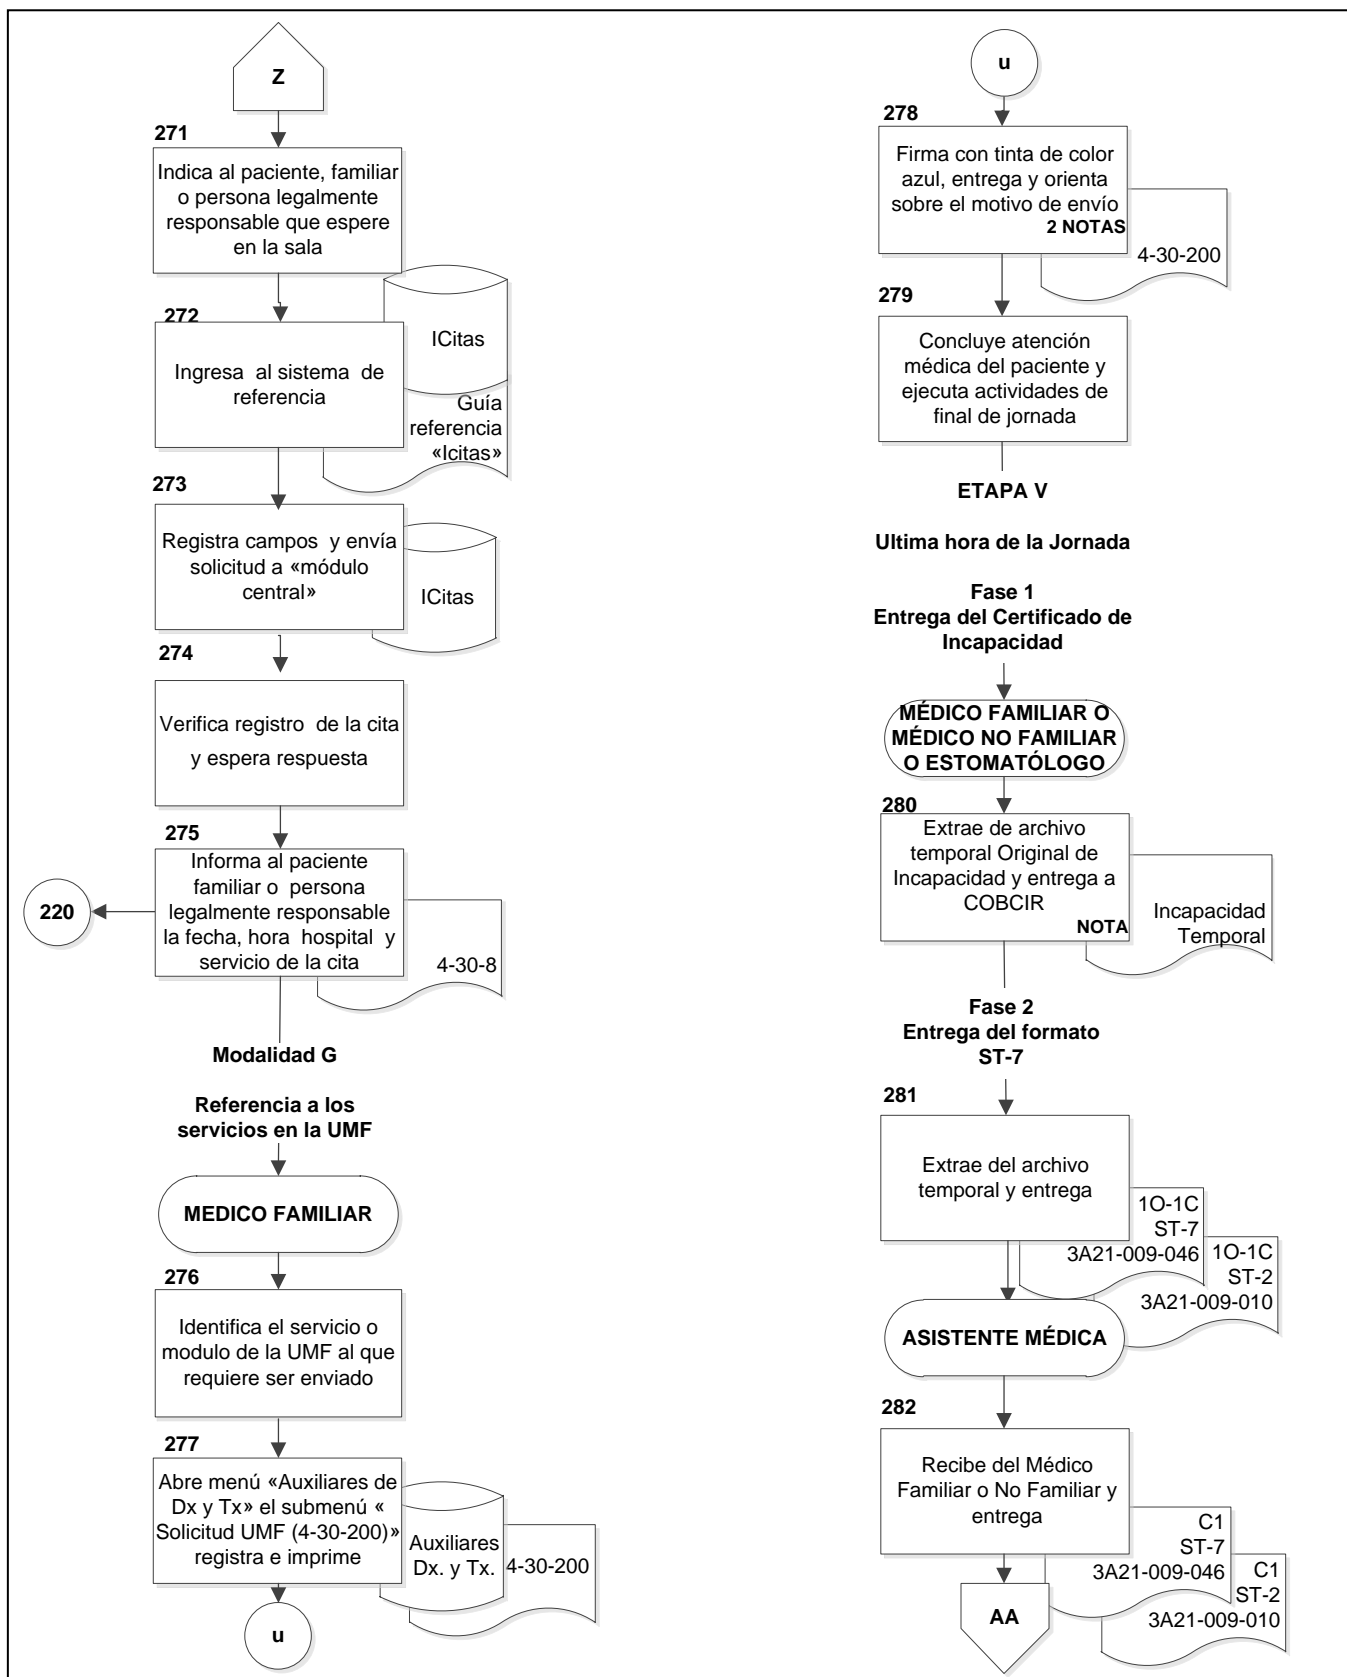 Z
271
Indica al paciente, familiar
o persona legalmente
responsable que espere
en la sala
272
Ingresa al sistema de
referencia
ICitas
Guía
referencia
«Icitas»
273
Registra campos y envía
solicitud a «módulo
central»
ICitas
274
Verifica registro de la cita
y espera respuesta
275
Informa al paciente
familiar o persona
legalmente responsable
la fecha, hora hospital y
servicio de la cita
220
4-30-8
Modalidad G
Referencia a los
servicios en la UMF
MEDICO FAMILIAR
276
Identifica el servicio o
modulo de la UMF al que
requiere ser enviado
277
Abre menú «Auxiliares de
Dx y Tx» el submenú «
Solicitud UMF (4-30-200)»
registra e imprime
Auxiliares
Dx. y Tx.
4-30-200
u
u
278
Firma con tinta de color
azul, entrega y orienta
sobre el motivo de envío
2 NOTAS
4-30-200
279
Concluye atención
médica del paciente y
ejecuta actividades de
final de jornada
ETAPA V
Ultima hora de la Jornada
Fase 1
Entrega del Certificado de
Incapacidad
MÉDICO FAMILIAR O
MÉDICO NO FAMILIAR
O ESTOMATÓLOGO
280
Extrae de archivo
temporal Original de
Incapacidad y entrega a
COBCIR
NOTA
Incapacidad
Temporal
Fase 2
Entrega del formato
ST-7
281
Extrae del archivo
temporal y entrega
1O-1C
ST-7
3A21-009-046
1O-1C
ST-2
3A21-009-010
ASISTENTE MÉDICA
282
Recibe del Médico
Familiar o No Familiar y
entrega
C1
ST-7
3A21-009-046
C1
ST-2
3A21-009-010
AA